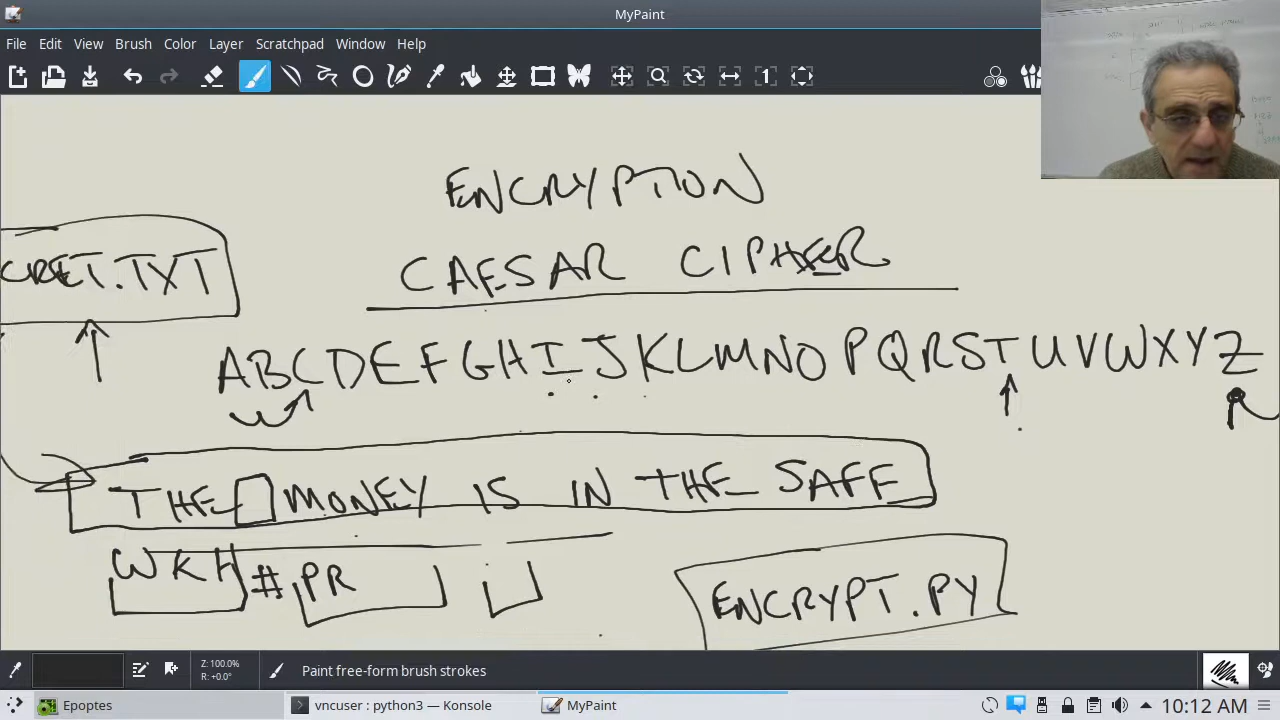 MyPaint
File Edit View Brush Color Layer Scratchpad Window Help
ENCRYPTION
CAESAR CIPHER
CRET.TXT
ABCDEFGHIJKLMNOPQRSTUVWXYZ
THE MONEY IS IN THE SAFE
WKH # PR
ENCRYPT.PY
Z: 100.0%
R: +0.0°
Paint free-form brush strokes
Epoptes
vncuser : python3 — Konsole
MyPaint
10:12 AM